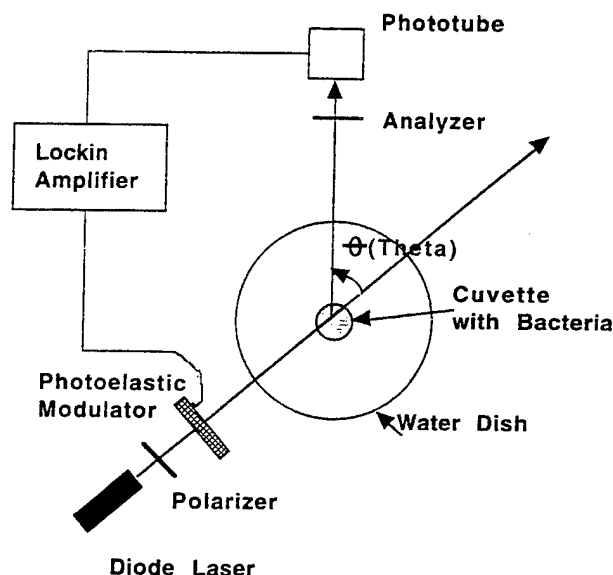 Phototube
Analyzer
Lockin
Amplifier
θ(Theta)
Cuvette
with Bacteria
Photoelastic
Modulator
Water Dish
Polarizer
Diode Laser